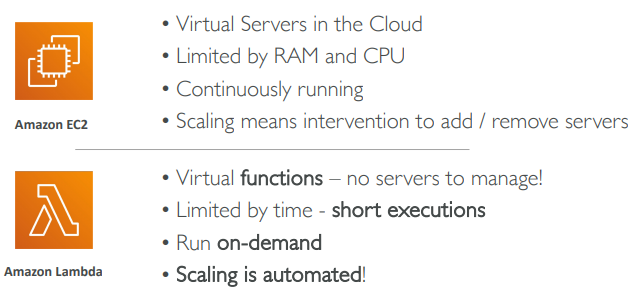 • Virtual Servers in the Cloud
• Limited by RAM and CPU
• Continuously running
• Scaling means intervention to add / remove servers
Amazon EC2
• Virtual functions – no servers to manage!
• Limited by time - short executions
• Run on-demand
• Scaling is automated!
Amazon Lambda